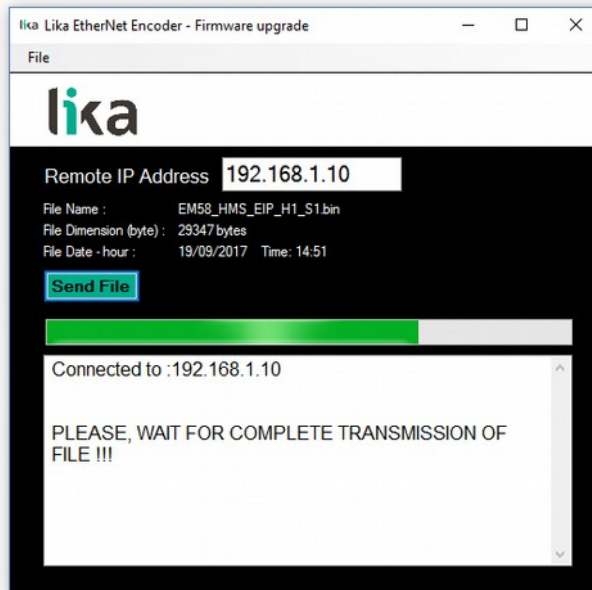 lika Lika EtherNet Encoder - Firmware upgrade
File
lika
Remote IP Address 192.168.1.10
File Name : EM58_HMS_EIP_H1_S1.bin
File Dimension (byte) : 29347 bytes
File Date - hour : 19/09/2017 Time: 14:51
Send File
Connected to :192.168.1.10
PLEASE, WAIT FOR COMPLETE TRANSMISSION OF
FILE !!!